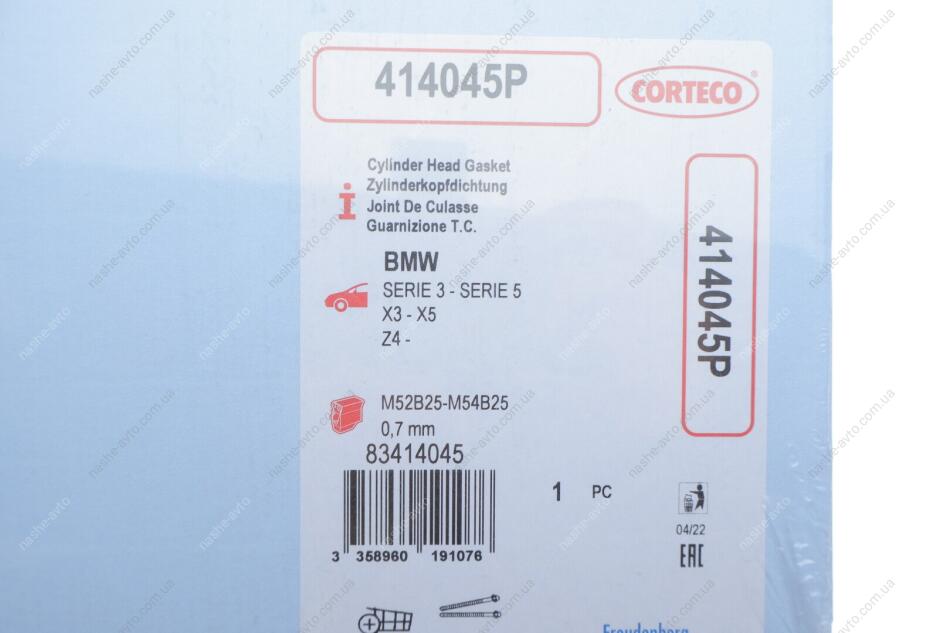 414045P
CORTECO
Cylinder Head Gasket
Zylinderkopfdichtung
Joint De Culasse
Guarnizione T.C.
BMW
SERIE 3 - SERIE 5
X3 - X5
Z4 -
414045P
M52B25-M54B25
0,7 mm
83414045
1 PC
3 358960 191076
04/22
EAC
Freudenberg
nashe-avto.com.ua